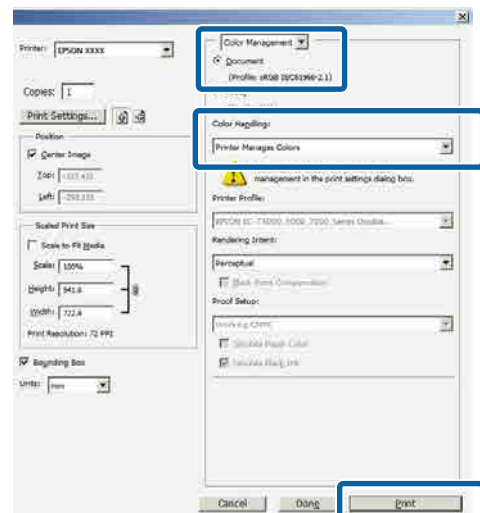 Printer: EPSON XXXX
Copies: 1
Print Settings...
Position
Center Image
Top:
Left:
Scaled Print Size
Scale to Fit Media
Scale: 100%
Height: 541.8
Width: 722.4
Print Resolution: 72 PPI
Bounding Box
Units: mm
Color Management
Document
(Profile: sRGB IEC61966-2.1)
Color Handling:
Printer Manages Colors
management in the print settings dialog box.
Printer Profile:
Rendering Intent:
Perceptual
Black Point Compensation
Proof Setup:
Working CMYK
Simulate Paper Color
Simulate Black Ink
Cancel
Done
Print